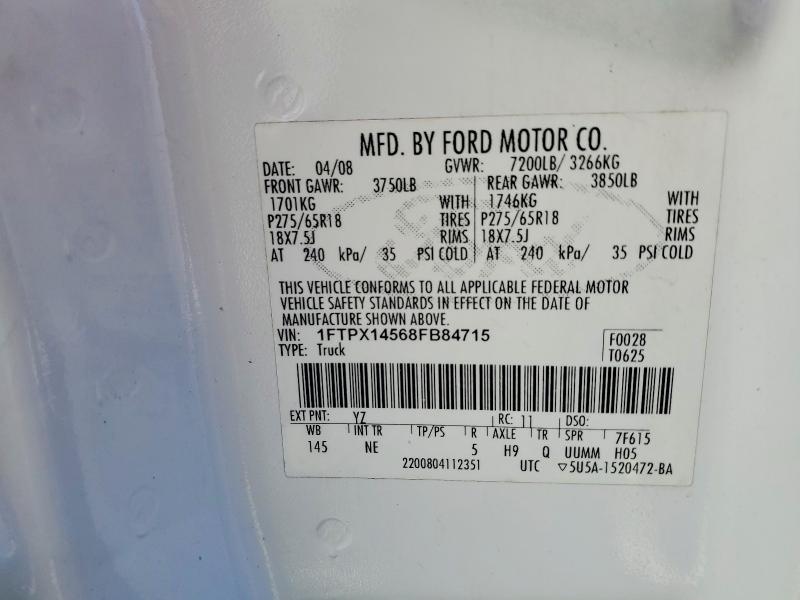 MFD. BY FORD MOTOR CO.
DATE: 04/08 GVWR: 7200LB/ 3266KG
FRONT GAWR: 3750LB REAR GAWR: 3850LB
1701KG WITH 1746KG WITH
P275/65R18 TIRES P275/65R18 TIRES
18X7.5J RIMS 18X7.5J RIMS
AT 240 kPa/ 35 PSI COLD AT 240 kPa/ 35 PSI COLD
THIS VEHICLE CONFORMS TO ALL APPLICABLE FEDERAL MOTOR
VEHICLE SAFETY STANDARDS IN EFFECT ON THE DATE OF
MANUFACTURE SHOWN ABOVE.
VIN: 1FTPX14568FB84715 F0028
TYPE: Truck T0625
EXT PNT: YZ RC: 11 DSO:
WB INT TR TP/PS R AXLE TR SPR 7F615
145 NE 5 H9 Q UUMM H05
2200804112351 UTC ▽5U5A-1520472-BA